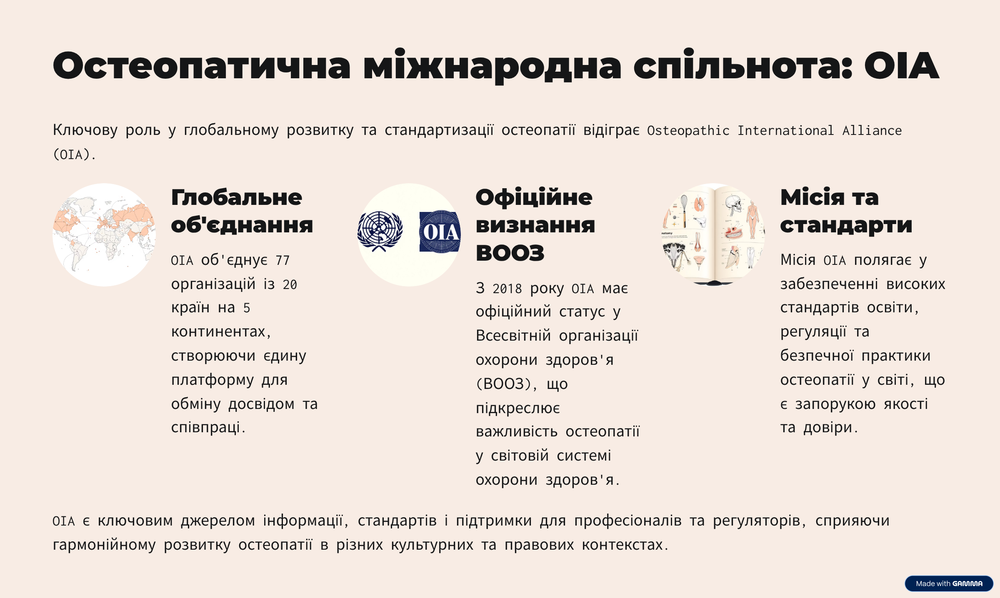 Остеопатична міжнародна спільнота: OIA
Ключову роль у глобальному розвитку та стандартизації остеопатії відіграє Osteopathic International Alliance
(OIA).
Глобальне
об'єднання
OIA об'єднує 77
організацій із 20
країн на 5
континентах,
створюючи єдину
платформу для
обміну досвідом та
співпраці.
OIA
Офіційне
визнання
ВООЗ
З 2018 року OIA має
офіційний статус у
Всесвітній організації
охорони здоров'я
(ВООЗ), що
підкреслює
важливість остеопатії
у світовій системі
охорони здоров'я.
natomy
Місія та
стандарти
Місія OIA полягає у
забезпеченні високих
стандартів освіти,
регуляції та
безпечної практики
остеопатії у світі, що
є запорукою якості
та довіри.
OIA є ключовим джерелом інформації, стандартів і підтримки для професіоналів та регуляторів, сприяючи
гармонійному розвитку остеопатії в різних культурних та правових контекстах.
Made with GAMMA